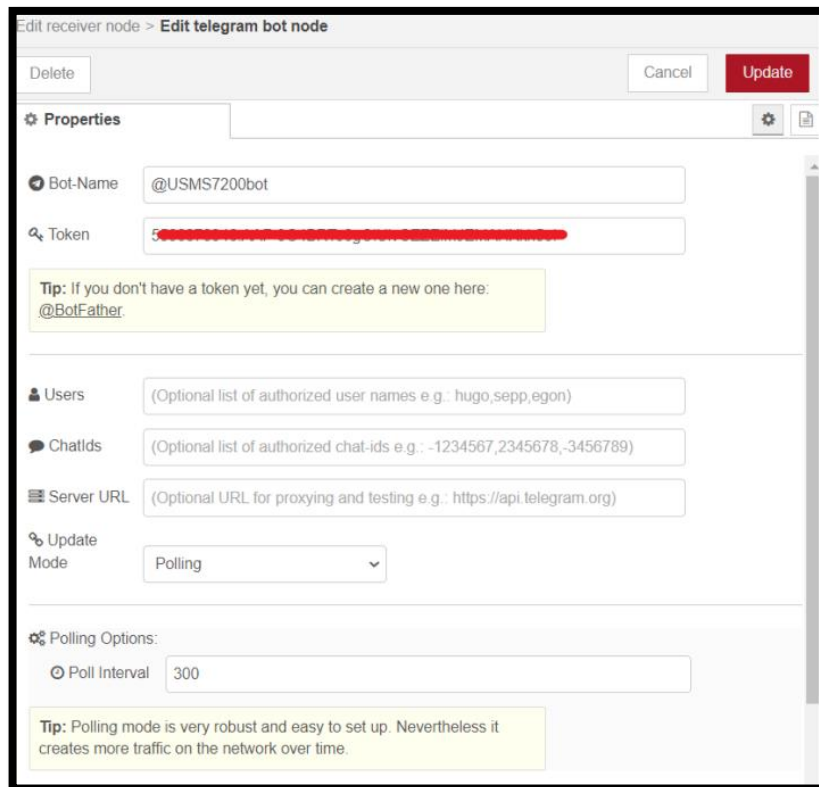 Edit receiver node > Edit telegram bot node
Delete
Cancel
Update
Properties
Bot-Name
@USMS7200bot
Token
Tip: If you don't have a token yet, you can create a new one here:
@BotFather.
Users
(Optional list of authorized user names e.g.: hugo,sepp,egon)
ChatIds
(Optional list of authorized chat-ids e.g.: -1234567,2345678,-3456789)
Server URL
(Optional URL for proxying and testing e.g.: https://api.telegram.org)
Update
Mode
Polling
Polling Options:
Poll Interval
300
Tip: Polling mode is very robust and easy to set up. Nevertheless it
creates more traffic on the network over time.